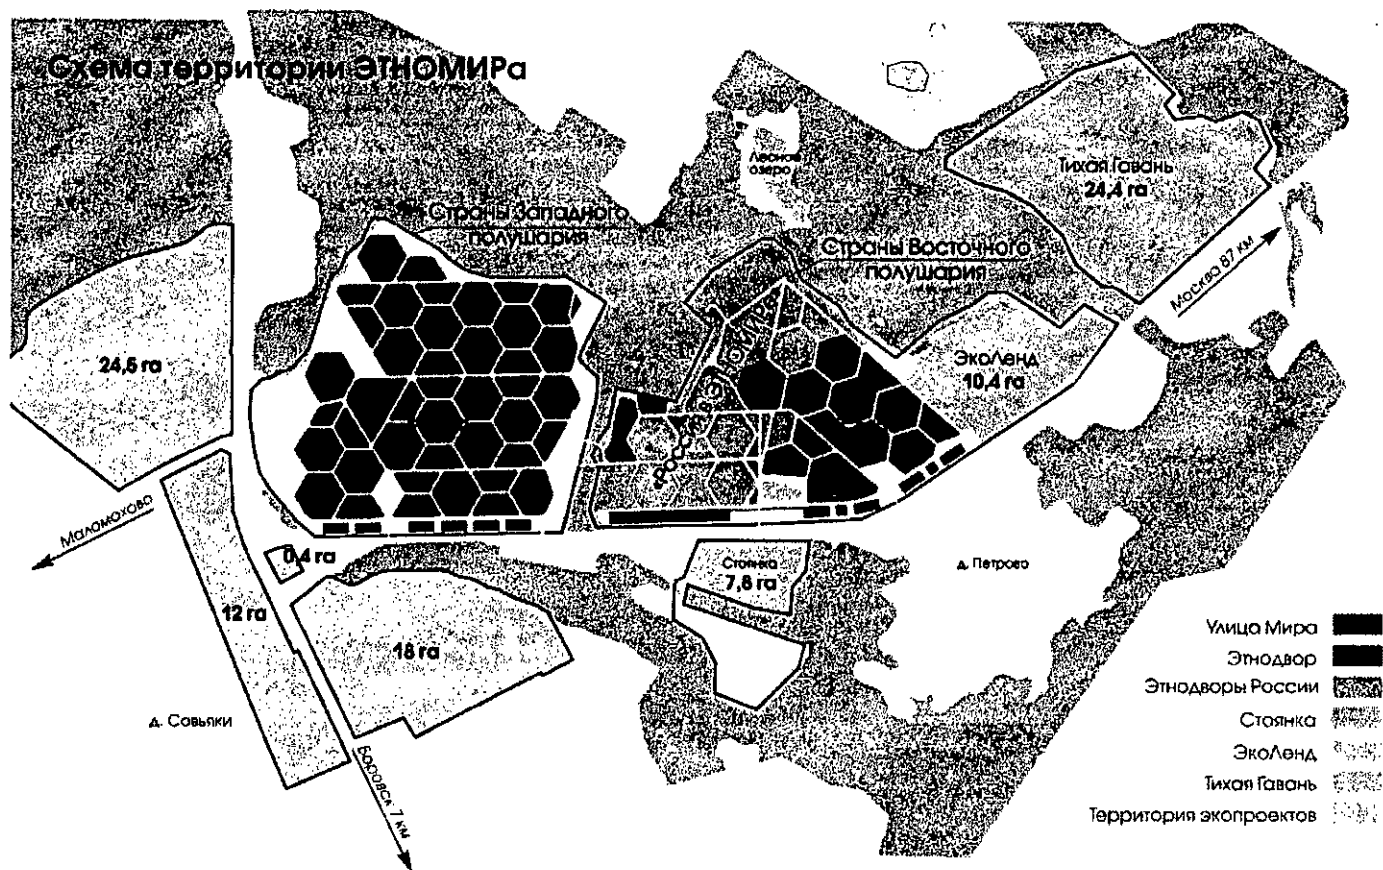 Схема территории ЭТНОМИРа
Лесное
озеро
Тихая Гавань
24,4 га
Страны Западного
полушария
Страны Восточного
полушария
Москва 87 км
24,5 га
ЭкоЛенд
10,4 га
Маломахово
0,4 га
Стоянка
7,8 га
д. Петрово
12 га
18 га
д. Совьяки
Боровск 7 км
Улица Мира
Этнодвор
Этнодворы России
Стоянка
ЭкоЛенд
Тихая Гавань
Территория экопроектов